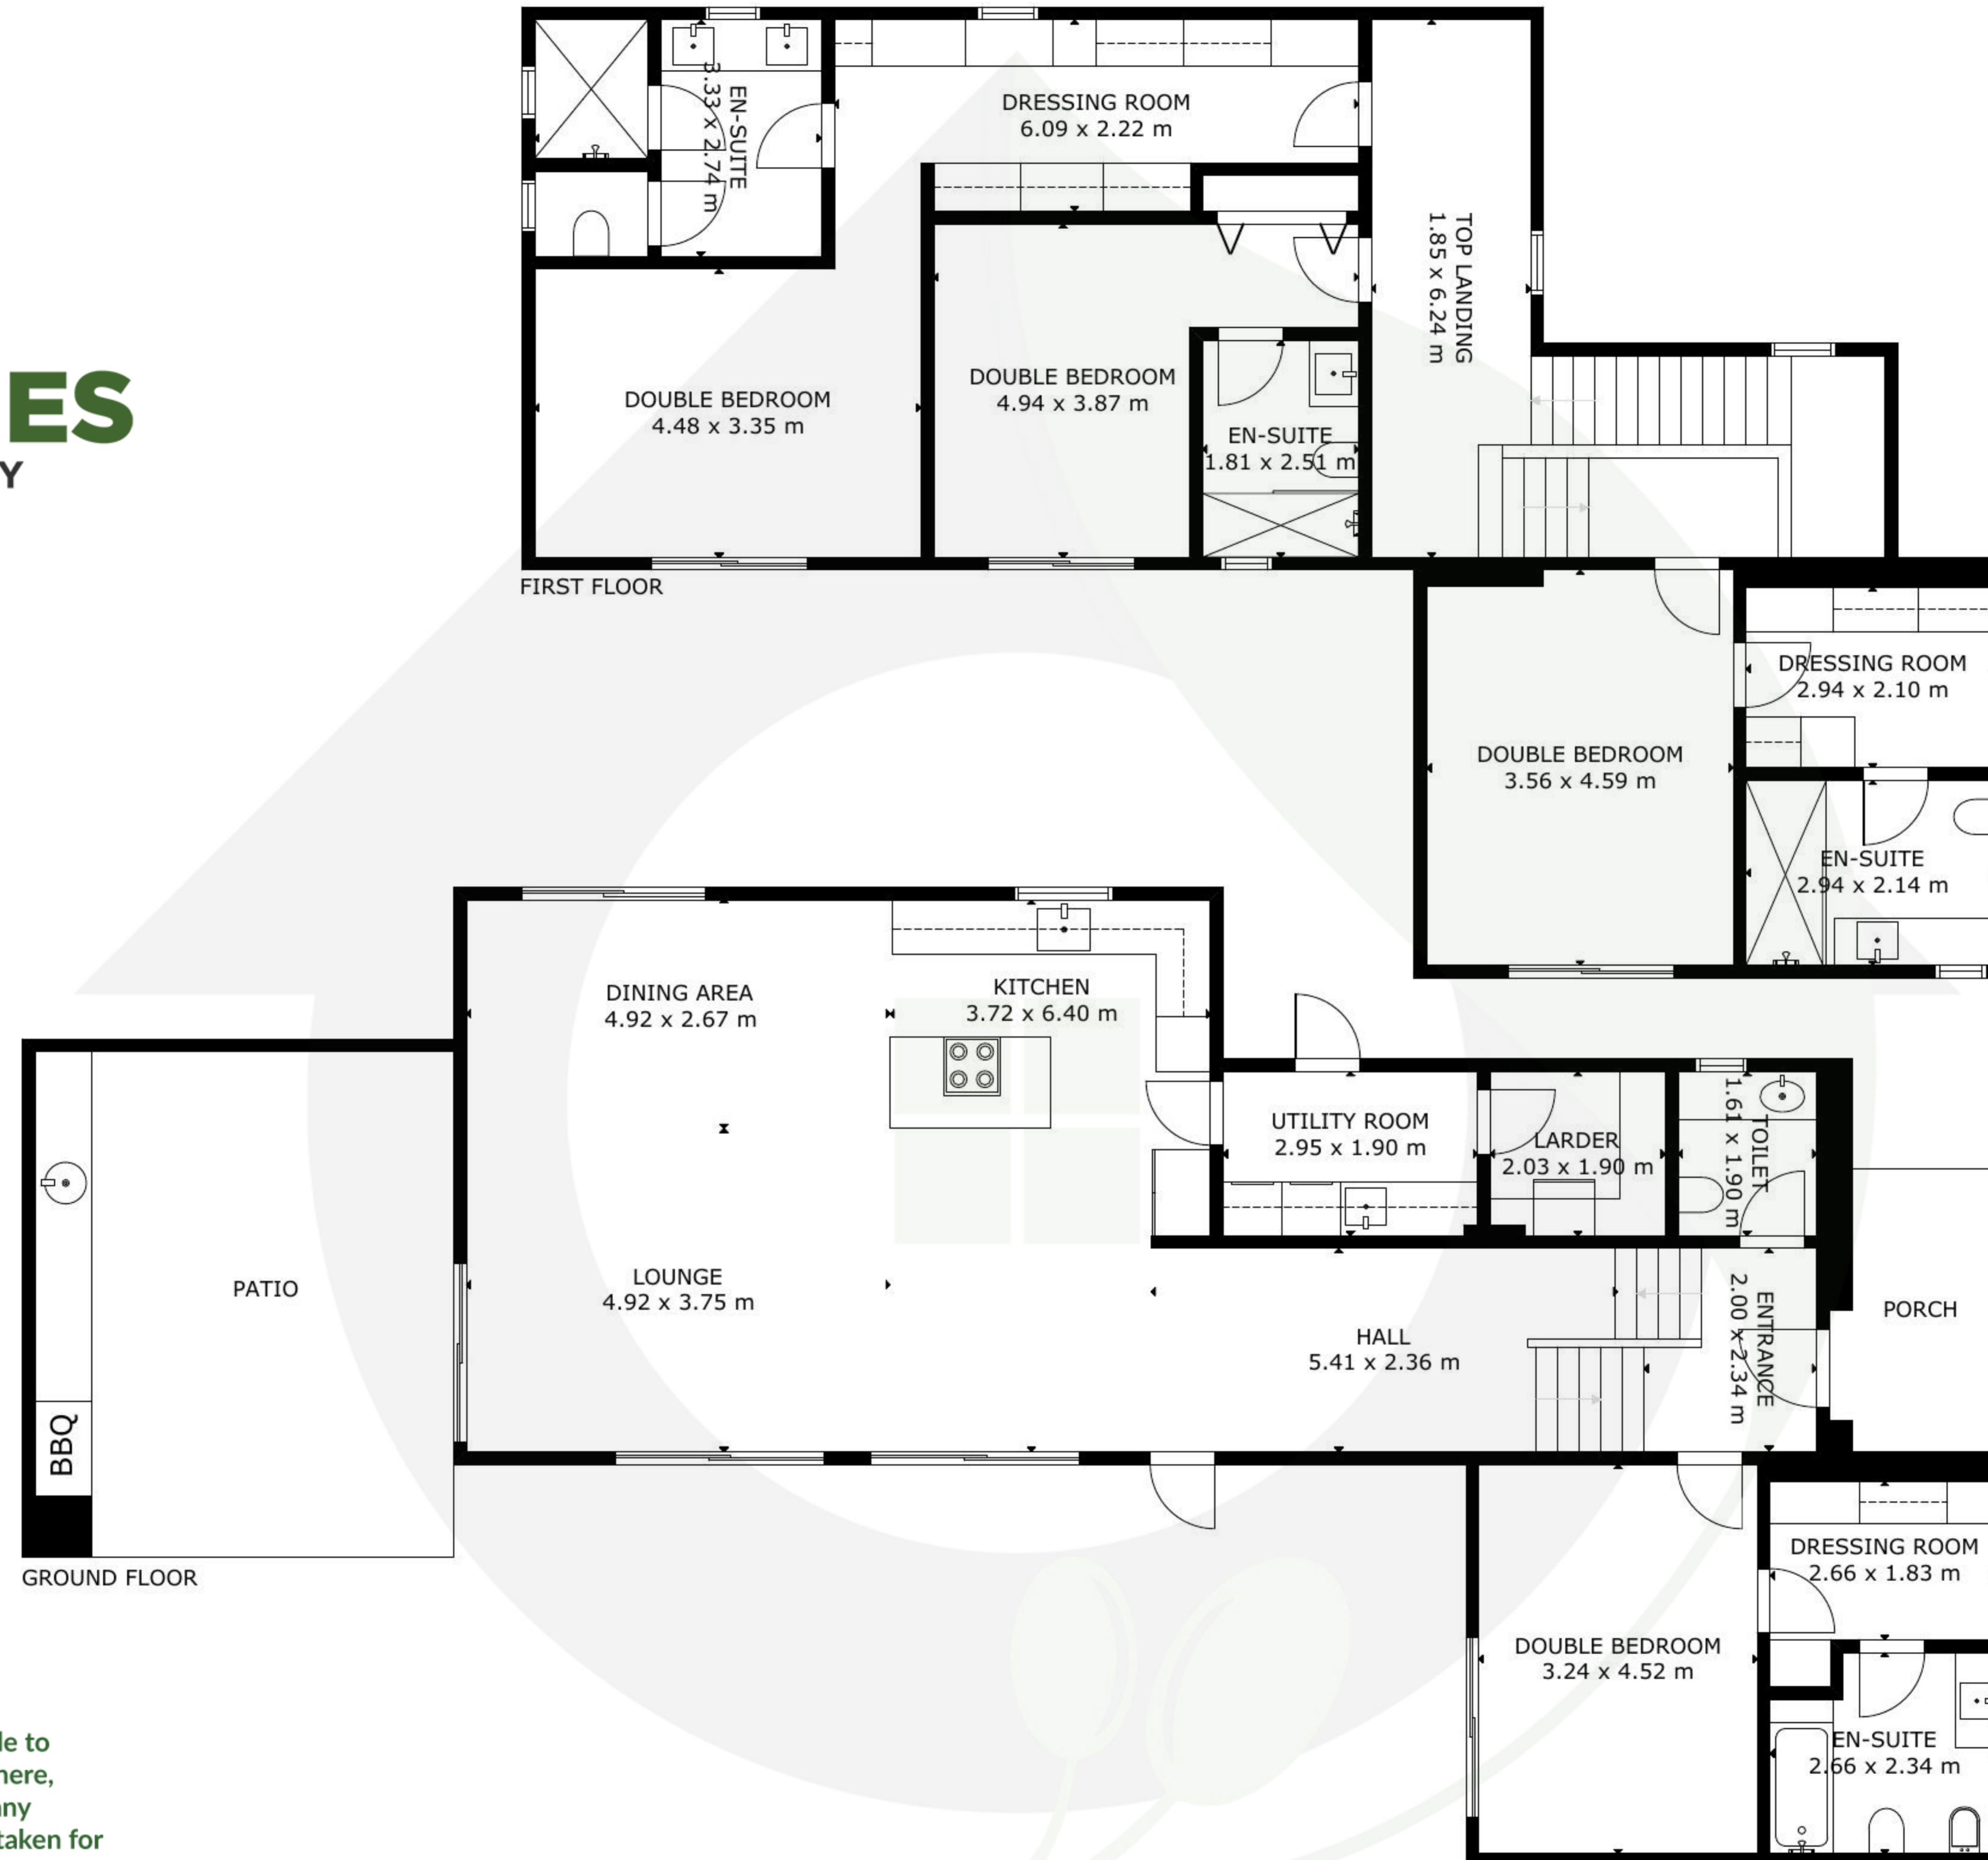 ES
Y
EN-SUITE
3.33 x 2.74 m
DRESSING ROOM
6.09 x 2.22 m
TOP LANDING
1.85 x 6.24 m
DOUBLE BEDROOM
4.48 x 3.35 m
DOUBLE BEDROOM
4.94 x 3.87 m
EN-SUITE
1.81 x 2.51 m
FIRST FLOOR
DRESSING ROOM
2.94 x 2.10 m
DOUBLE BEDROOM
3.56 x 4.59 m
EN-SUITE
2.94 x 2.14 m
DINING AREA
4.92 x 2.67 m
KITCHEN
3.72 x 6.40 m
UTILITY ROOM
2.95 x 1.90 m
LARDER
2.03 x 1.90 m
TOILET
1.61 x 1.90 m
PATIO
LOUNGE
4.92 x 3.75 m
HALL
5.41 x 2.36 m
ENTRANCE
2.00 x 2.34 m
PORCH
BBQ
GROUND FLOOR
DRESSING ROOM
2.66 x 1.83 m
DOUBLE BEDROOM
3.24 x 4.52 m
EN-SUITE
2.66 x 2.34 m
le to
here,
any
taken for